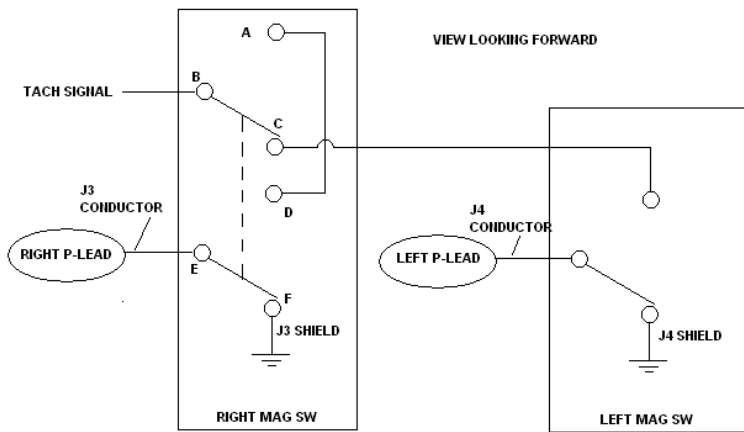 A
VIEW LOOKING FORWARD
B
TACH SIGNAL
C
D
J3
CONDUCTOR
J4
CONDUCTOR
RIGHT P-LEAD
LEFT P-LEAD
E
F
J3 SHIELD
J4 SHIELD
RIGHT MAG SW
LEFT MAG SW